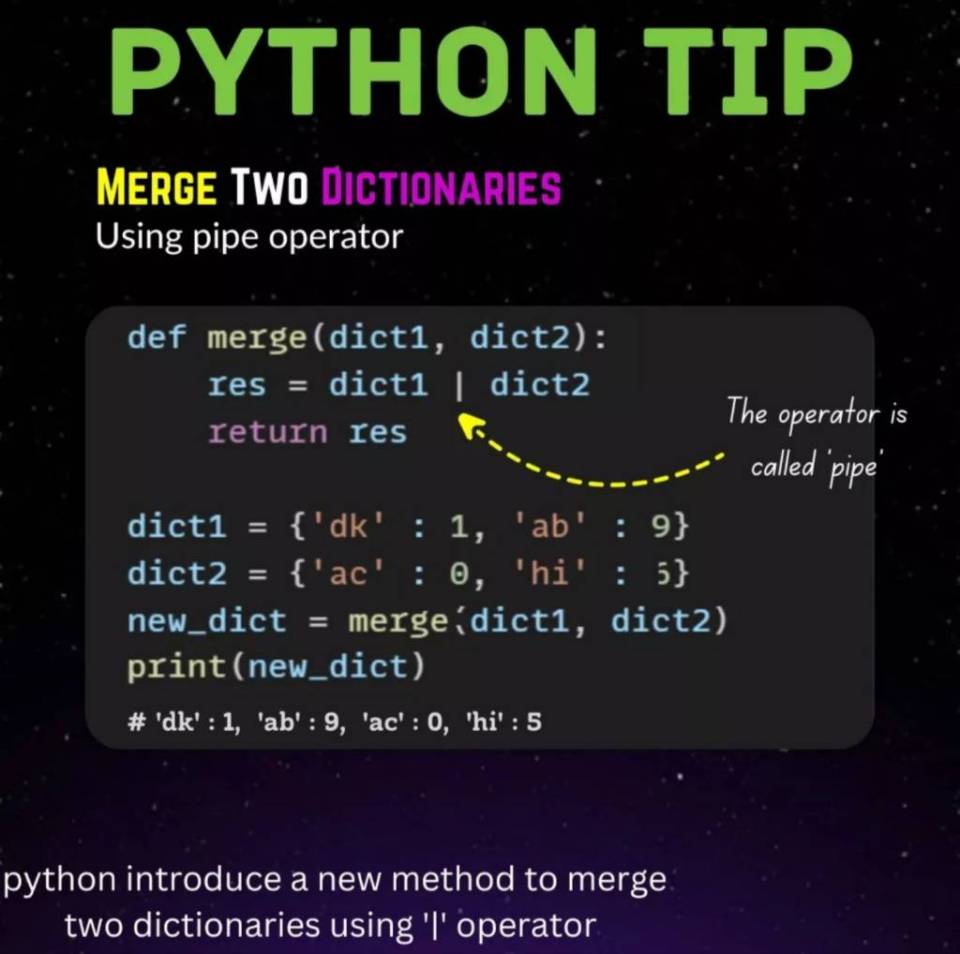 PYTHON TIP
MERGE TWO DICTIONARIES
Using pipe operator
def merge(dict1, dict2):
    res = dict1 | dict2
    return res
The operator is
called 'pipe'
dict1 = {'dk' : 1, 'ab' : 9}
dict2 = {'ac' : 0, 'hi' : 5}
new_dict = merge(dict1, dict2)
print(new_dict)
# 'dk' : 1, 'ab' : 9, 'ac' : 0, 'hi' : 5
python introduce a new method to merge
two dictionaries using '|' operator